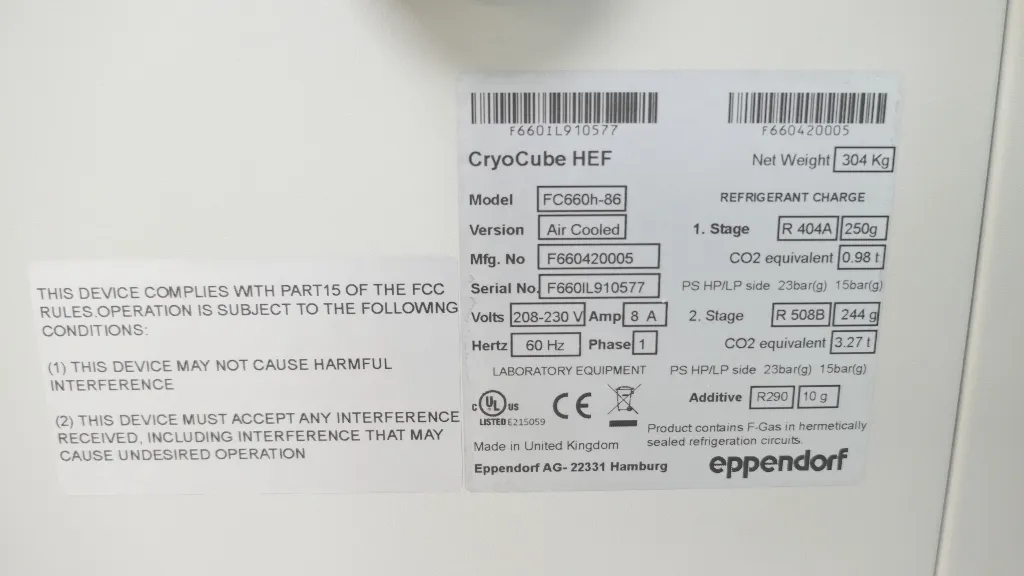 THIS DEVICE COMPLIES WITH PART15 OF THE FCC
RULES.OPERATION IS SUBJECT TO THE FOLLOWING
CONDITIONS:
(1) THIS DEVICE MAY NOT CAUSE HARMFUL
INTERFERENCE
(2) THIS DEVICE MUST ACCEPT ANY INTERFERENCE
RECEIVED, INCLUDING INTERFERENCE THAT MAY
CAUSE UNDESIRED OPERATION
F660IL910577
F660420005
CryoCube HEF
Net Weight 304 Kg
Model FC660h-86
REFRIGERANT CHARGE
Version Air Cooled
1. Stage R 404A 250g
Mfg. No F660420005
CO2 equivalent 0.98 t
Serial No. F660IL910577
PS HP/LP side 23bar(g) 15bar(g)
Volts 208-230 V Amp 8 A
2. Stage R 508B 244 g
Hertz 60 Hz Phase 1
CO2 equivalent 3.27 t
LABORATORY EQUIPMENT
PS HP/LP side 23bar(g) 15bar(g)
Additive R290 10 g
C UL US
LISTED E215059
CE
Product contains F-Gas in hermetically
sealed refrigeration circuits.
Made in United Kingdom
Eppendorf AG- 22331 Hamburg
eppendorf